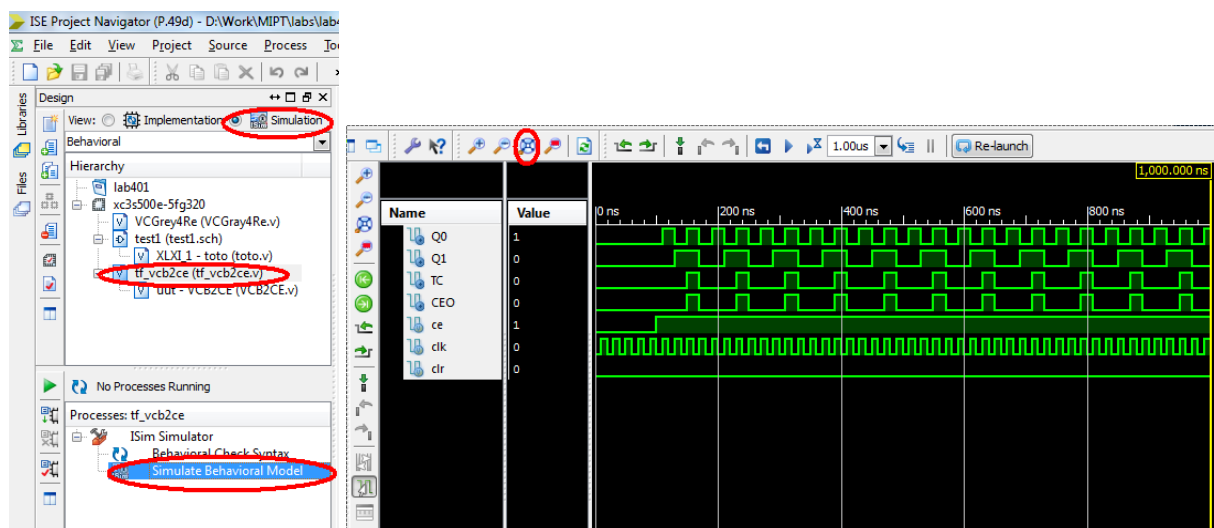 ISE Project Navigator (P.49d) - D:\Work\MIPT\labs\lab4
File Edit View Project Source Process To
Libraries
Files
Design
View: Implementation Simulation
Behavioral
Hierarchy
lab401
xc3s500e-5fg320
VCGrey4Re (VCGray4Re.v)
test1 (test1.sch)
XLXI_1 - toto (toto.v)
tf_vcb2ce (tf_vcb2ce.v)
uut - VCB2CE (VCB2CE.v)
No Processes Running
Processes: tf_vcb2ce
ISim Simulator
Behavioral Check Syntax
Simulate Behavioral Model
1.00us Re-launch
1,000.000 ns
Name Value 0 ns 200 ns 400 ns 600 ns 800 ns
Q0 1
Q1 0
TC 0
CEO 0
ce 1
clk 0
clr 0